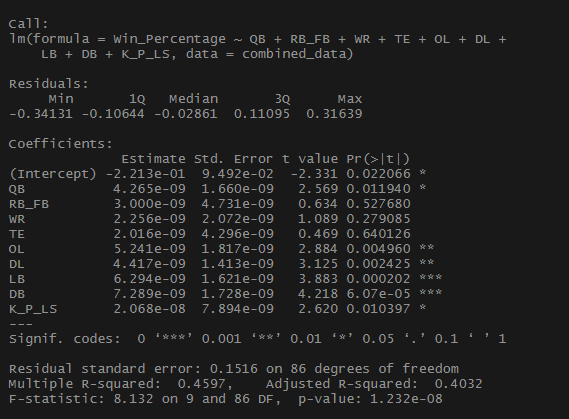 Call:
lm(formula = Win_Percentage ~ QB + RB_FB + WR + TE + OL + DL +
    LB + DB + K_P_LS, data = combined_data)

Residuals:
     Min       1Q   Median       3Q      Max
-0.34131 -0.10644 -0.02861  0.11095  0.31639

Coefficients:
              Estimate Std. Error t value Pr(>|t|)
(Intercept) -2.213e-01  9.492e-02  -2.331 0.022066 *
QB           4.265e-09  1.660e-09   2.569 0.011940 *
RB_FB        3.000e-09  4.731e-09   0.634 0.527680
WR           2.256e-09  2.072e-09   1.089 0.279085
TE           2.016e-09  4.296e-09   0.469 0.640126
OL           5.241e-09  1.817e-09   2.884 0.004960 **
DL           4.417e-09  1.413e-09   3.125 0.002425 **
LB           6.294e-09  1.621e-09   3.883 0.000202 ***
DB           7.289e-09  1.728e-09   4.218 6.07e-05 ***
K_P_LS       2.068e-08  7.894e-09   2.620 0.010397 *
---
Signif. codes:  0 ‘***’ 0.001 ‘**’ 0.01 ‘*’ 0.05 ‘.’ 0.1 ‘ ’ 1

Residual standard error: 0.1516 on 86 degrees of freedom
Multiple R-squared:  0.4597,	Adjusted R-squared:  0.4032
F-statistic: 8.132 on 9 and 86 DF,  p-value: 1.232e-08